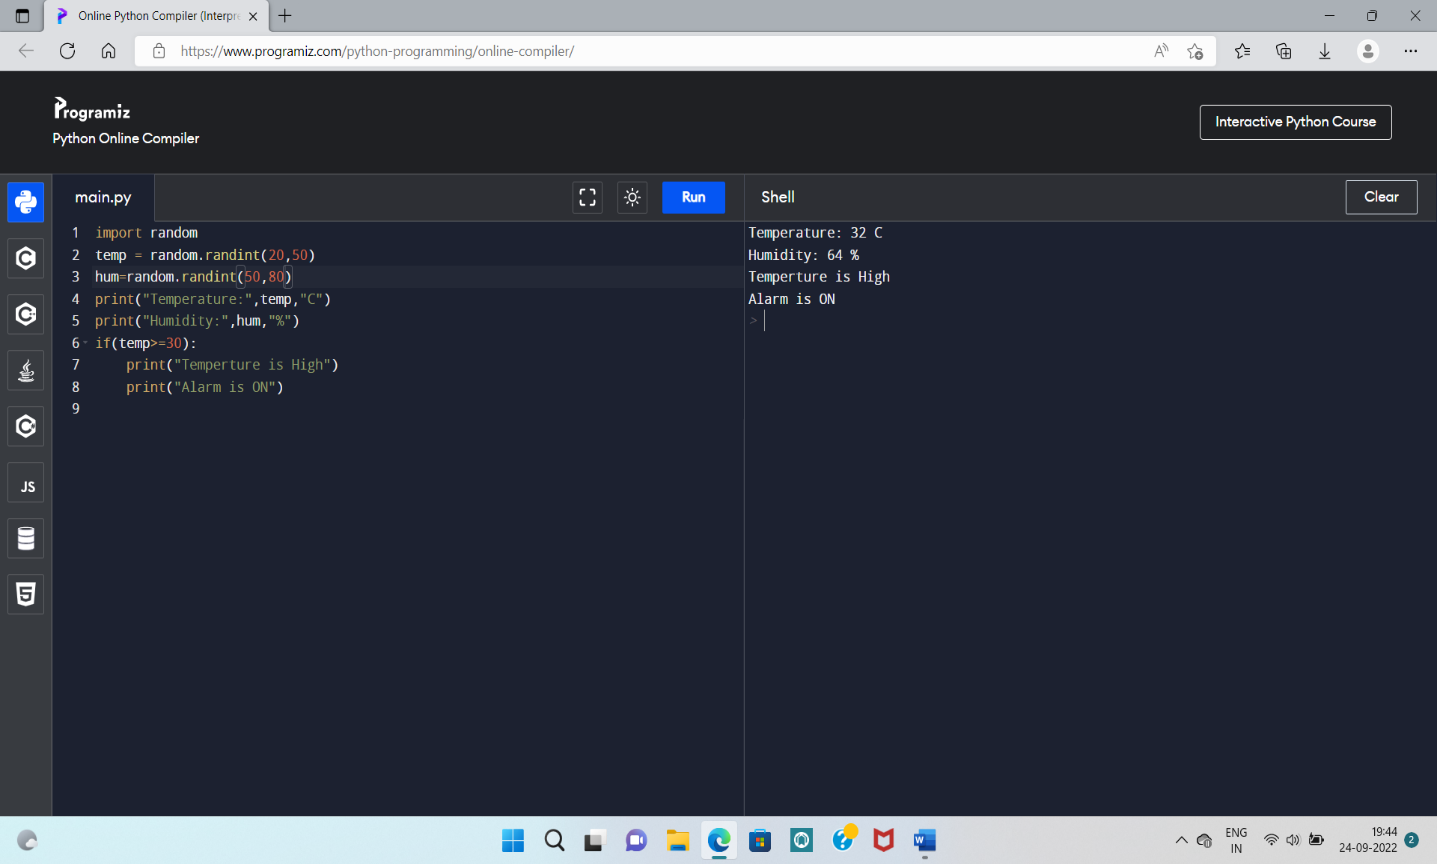 Online Python Compiler (Interpre
https://www.programiz.com/python-programming/online-compiler/
Programiz
Python Online Compiler
Interactive Python Course
main.py
Run
Shell
Clear
1 import random
2 temp = random.randint(20,50)
3 hum=random.randint(50,80)
4 print("Temperature:",temp,"C")
5 print("Humidity:",hum,"%")
6 if(temp>=30):
7     print("Temperture is High")
8     print("Alarm is ON")
9
Temperature: 32 C
Humidity: 64 %
Temperture is High
Alarm is ON
>
JS
ENG
IN
19:44
24-09-2022
2